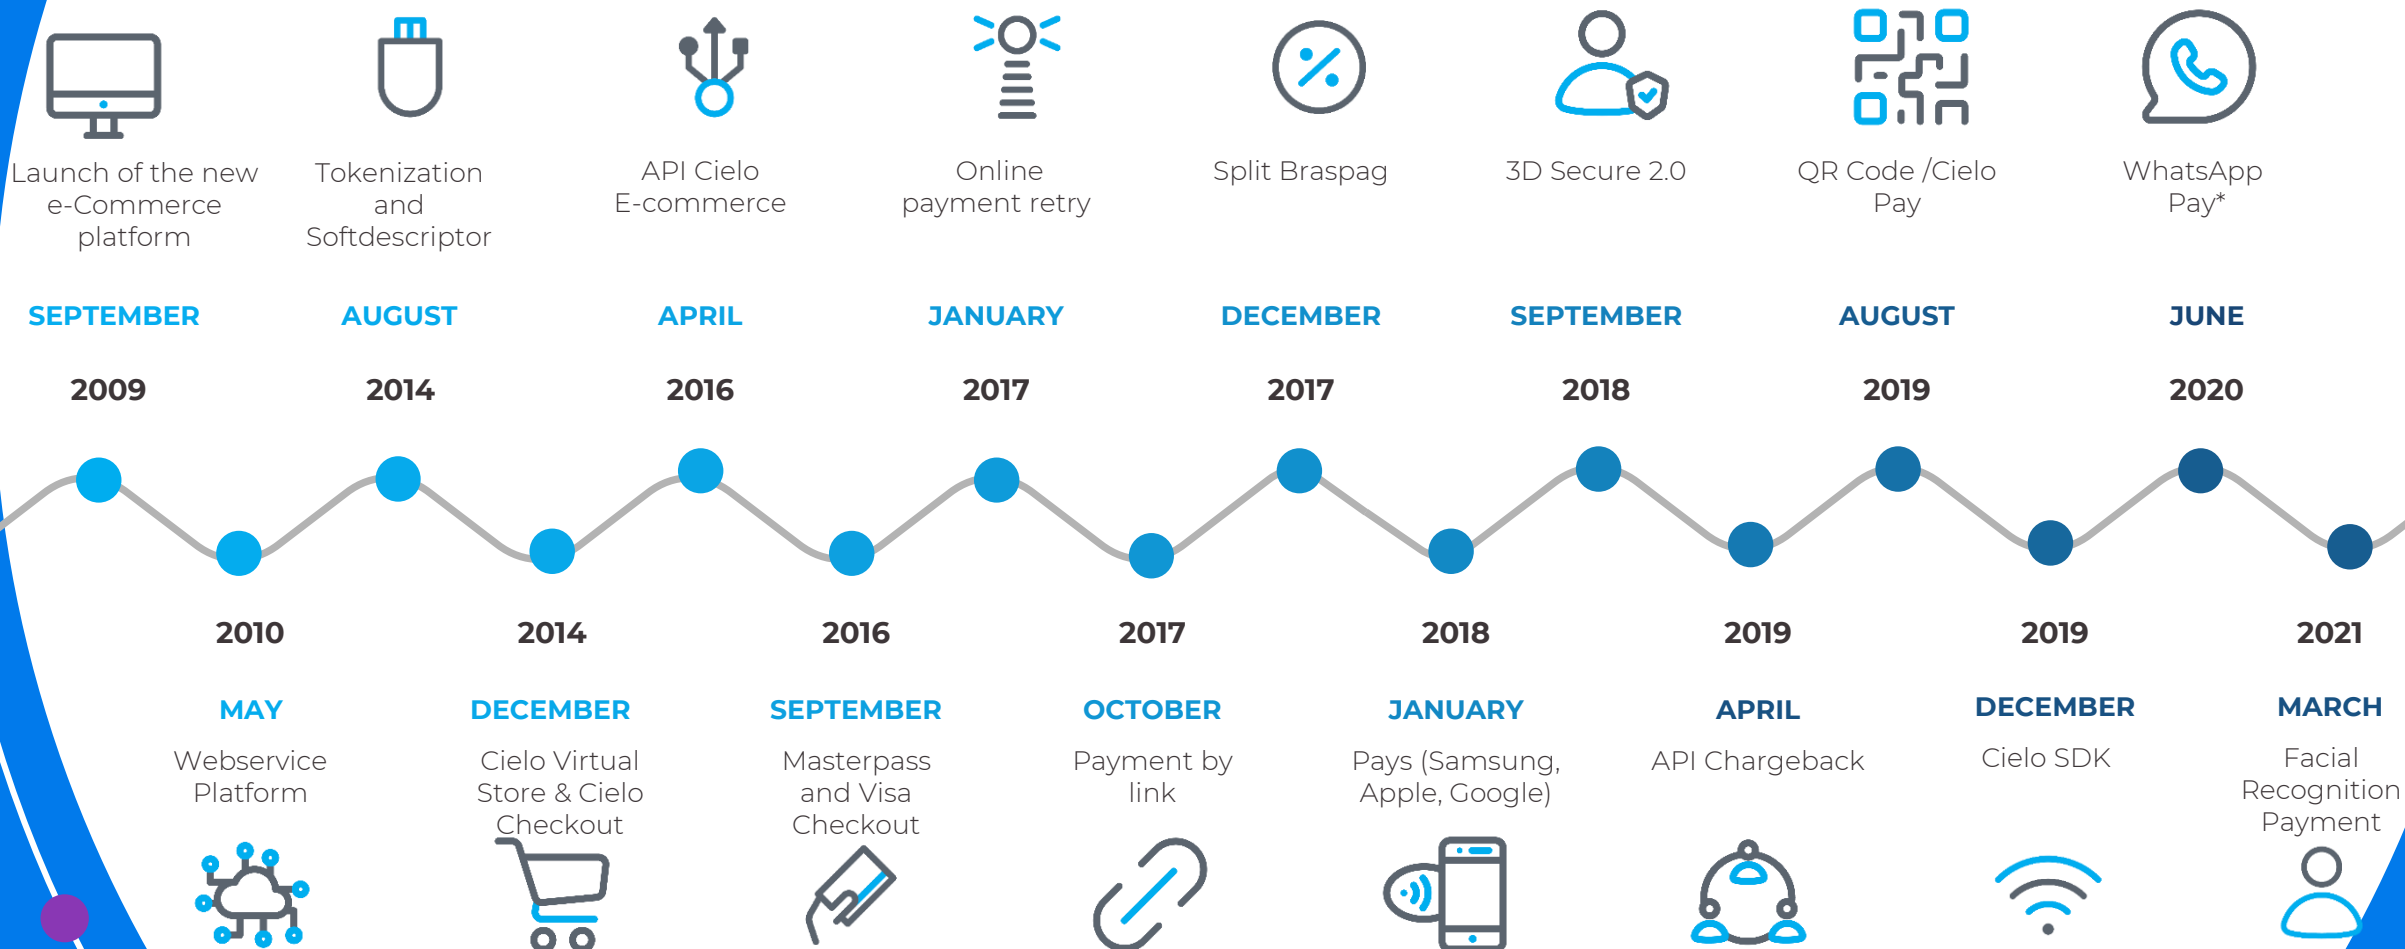 Launch of the new
e-Commerce
platform
Tokenization
and
Softdescriptor
API Cielo
E-commerce
Online
payment retry
Split Braspag
3D Secure 2.0
QR Code /Cielo
Pay
WhatsApp
Pay*
SEPTEMBER
AUGUST
APRIL
JANUARY
DECEMBER
SEPTEMBER
AUGUST
JUNE
2009
2014
2016
2017
2017
2018
2019
2020
2010
2014
2016
2017
2018
2019
2019
2021
MAY
DECEMBER
SEPTEMBER
OCTOBER
JANUARY
APRIL
DECEMBER
MARCH
Webservice
Platform
Cielo Virtual
Store & Cielo
Checkout
Masterpass
and Visa
Checkout
Payment by
link
Pays (Samsung,
Apple, Google)
API Chargeback
Cielo SDK
Facial
Recognition
Payment